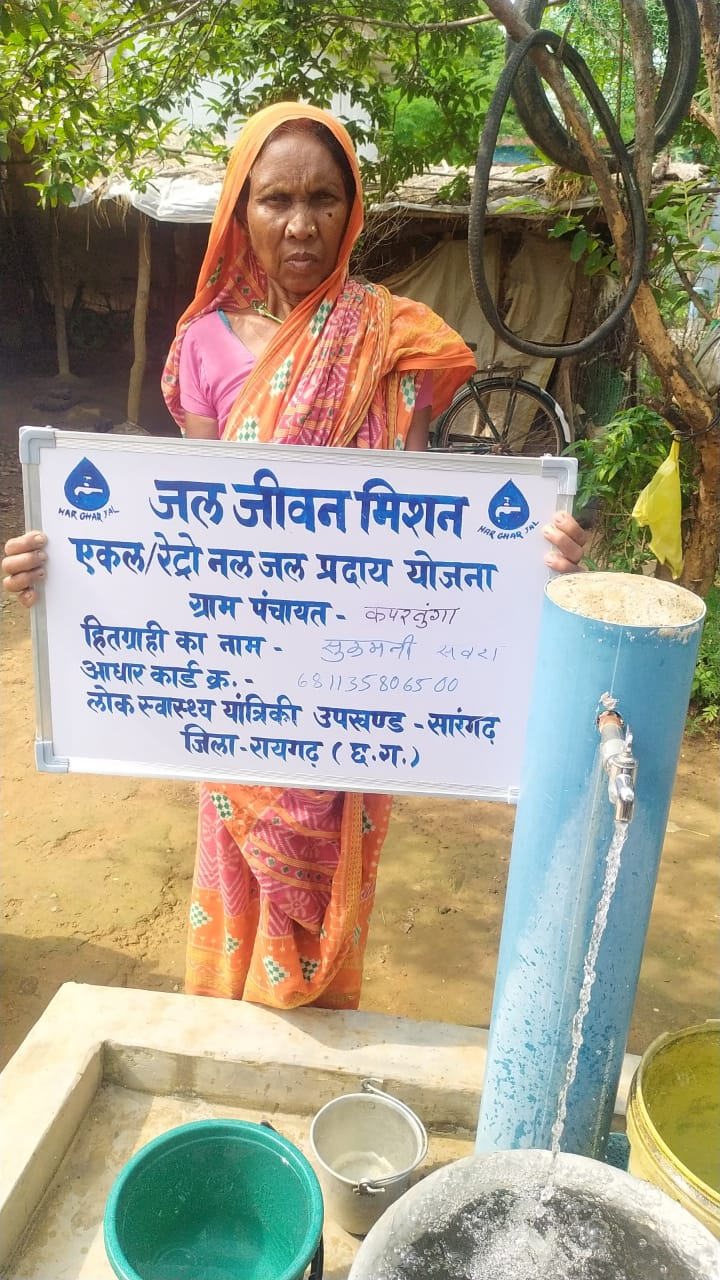 जल जीवन मिशन
HAR GHAR JAL
HAR GHAR JAL
एकल/रेट्रो नल जल प्रदाय योजना
ग्राम पंचायत - कपरतुंगा
हितग्राही का नाम - सुकमनी सवरा
आधार कार्ड क्र. - 681135806500
लोक स्वास्थ्य यांत्रिकी उपखण्ड - सारंगढ़
जिला - रायगढ़ (छ.ग.)